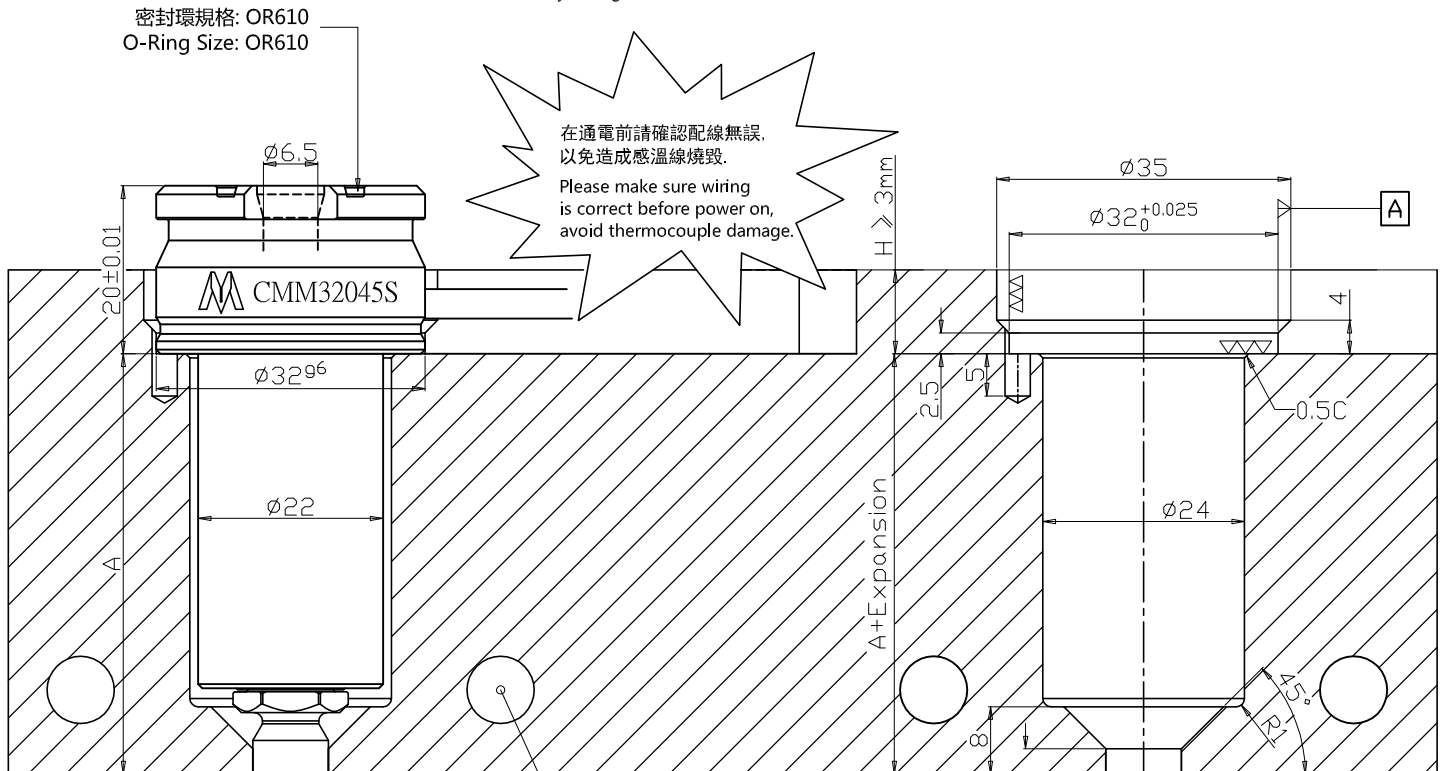 密封環規格: OR610
O-Ring Size: OR610
在通電前請確認配線無誤,
以免造成感溫線燒毀.
Please make sure wiring
is correct before power on,
avoid thermocouple damage.
ø6.5
20±0.01
CMM32045S
ø32g6
ø22
A
H ⩾ 3mm
ø35
ø32 +0.025 0
A
4
2.5
5
0.5C
A+Expansion
ø24
45°
R1
8